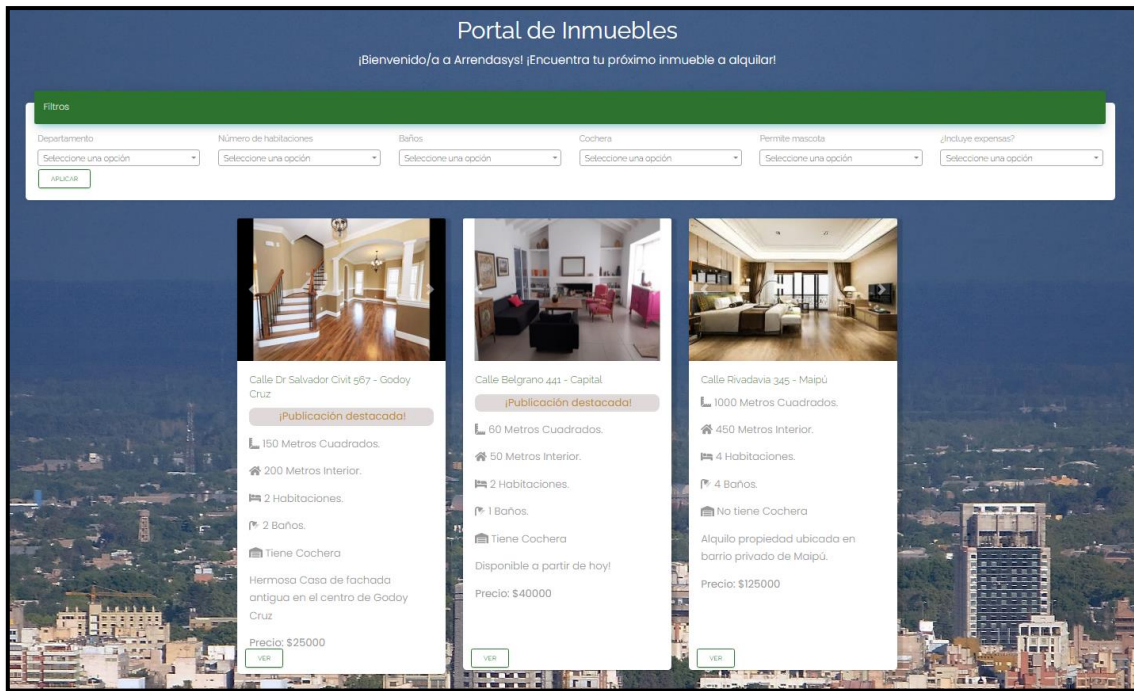 Portal de Inmuebles
¡Bienvenido/a a Arrendasys! ¡Encuentra tu próximo inmueble a alquilar!
Filtros
Departamento
Número de habitaciones
Baños
Cochera
Permite mascota
¿Incluye expensas?
Seleccione una opción
Seleccione una opción
Seleccione una opción
Seleccione una opción
Seleccione una opción
Seleccione una opción
APLICAR
Calle Dr Salvador Civit 567 - Godoy
Cruz
¡Publicación destacada!
150 Metros Cuadrados.
200 Metros Interior.
2 Habitaciones.
2 Baños.
Tiene Cochera
Hermosa Casa de fachada
antigua en el centro de Godoy
Cruz
Precio: $25000
VER
Calle Belgrano 441 - Capital
¡Publicación destacada!
60 Metros Cuadrados.
50 Metros Interior.
2 Habitaciones.
1 Baños.
Tiene Cochera
Disponible a partir de hoy!
Precio: $40000
VER
Calle Rivadavia 345 - Maipú
1000 Metros Cuadrados.
450 Metros Interior.
4 Habitaciones.
4 Baños.
No tiene Cochera
Alquilo propiedad ubicada en
barrio privado de Maipú.
Precio: $125000
VER